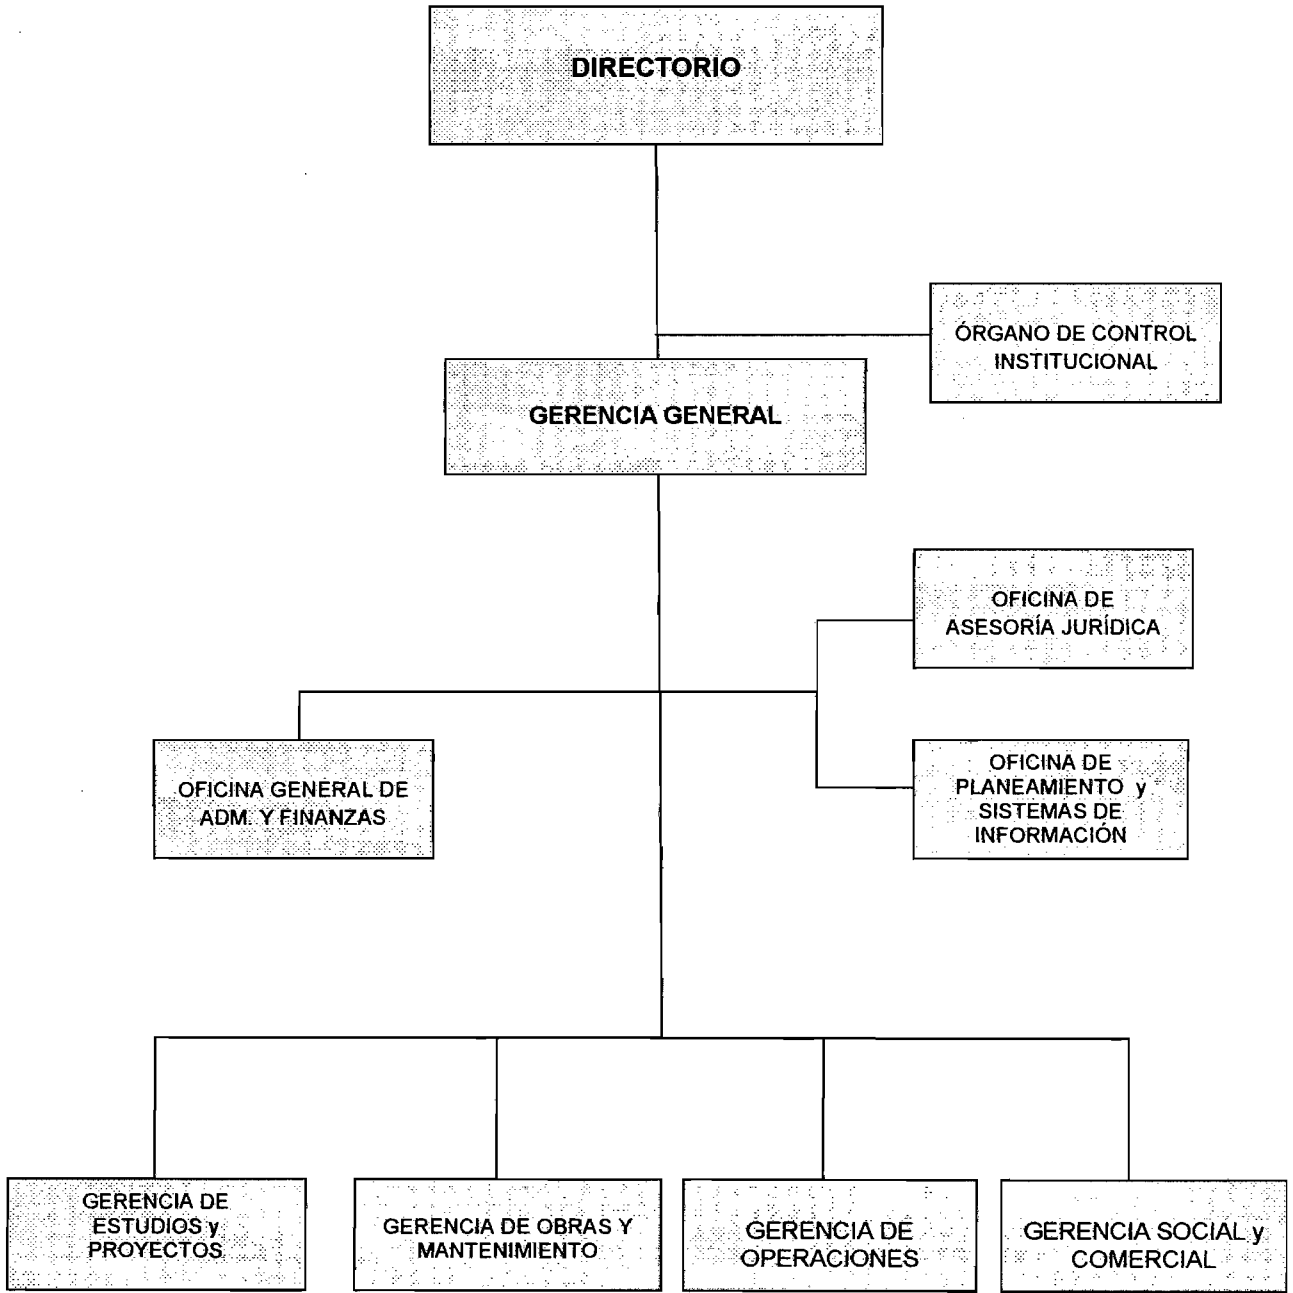 DIRECTORIO
ÓRGANO DE CONTROL
INSTITUCIONAL
GERENCIA GENERAL
OFICINA DE
ASESORÍA JURÍDICA
OFICINA GENERAL DE
ADM. Y FINANZAS
OFICINA DE
PLANEAMIENTO y
SISTEMAS DE
INFORMACIÓN
GERENCIA DE
ESTUDIOS y
PROYECTOS
GERENCIA DE OBRAS Y
MANTENIMIENTO
GERENCIA DE
OPERACIONES
GERENCIA SOCIAL y
COMERCIAL